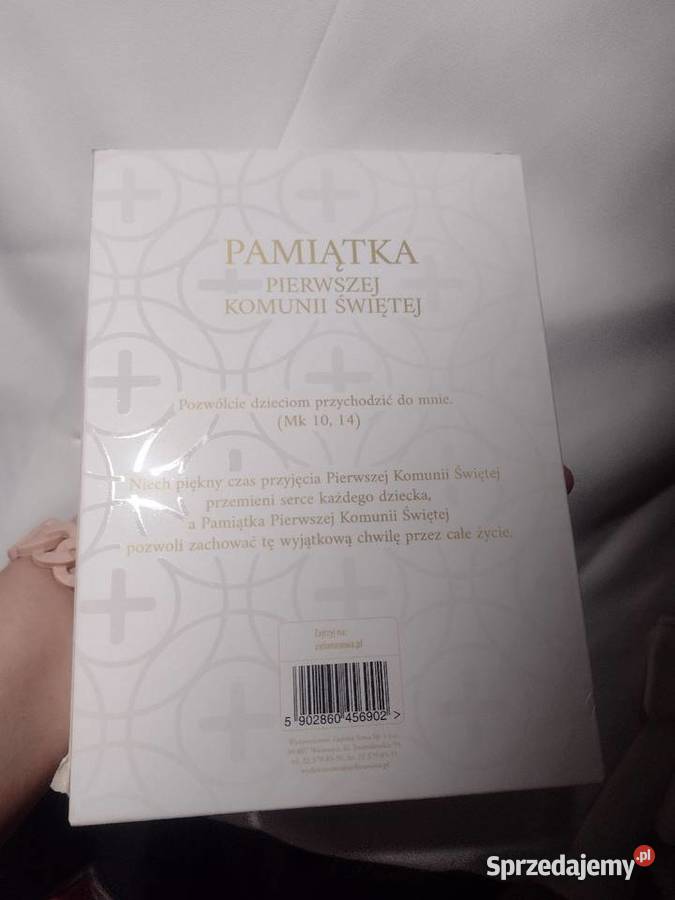 PAMIĄTKA
PIERWSZEJ
KOMUNII ŚWIĘTEJ
Pozwólcie dzieciom przychodzić do mnie.
(Mk 10, 14)
Niech piękny czas przyjęcia Pierwszej Komunii Świętej
przemieni serce każdego dziecka,
a Pamiątka Pierwszej Komunii Świętej
pozwoli zachować tę wyjątkową chwilę przez całe życie.
Zajrzyj na:
5 902860 456902 >
Sprzedajemy.pl